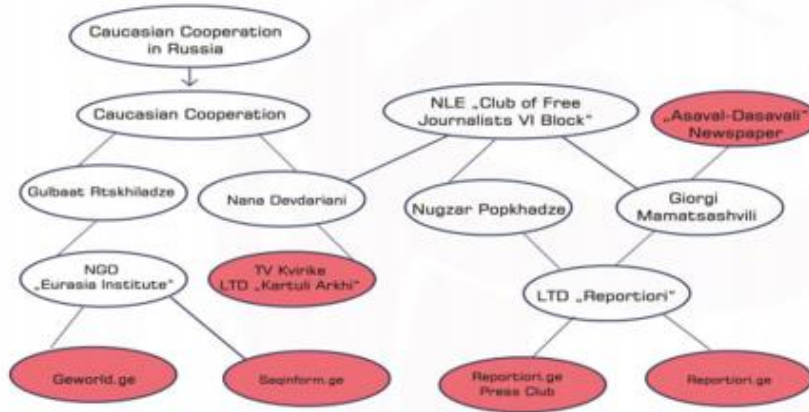 Caucasian Cooperation
in Russia
Caucasian Cooperation
NLE „Club of Free
Journalists VI Block“
„Asaval-Dasavali“
Newspaper
Gulbaat Rtskhiladze
Nana Devdariani
Nugzar Popkhadze
Giorgi
Mamatsashvili
NGO
„Eurasia Institute“
TV Kvirike
LTD „Kartuli Arkhi“
LTD „Reportiori“
Geworld.ge
Saqinform.ge
Reportiori.ge
Press Club
Reportiori.ge